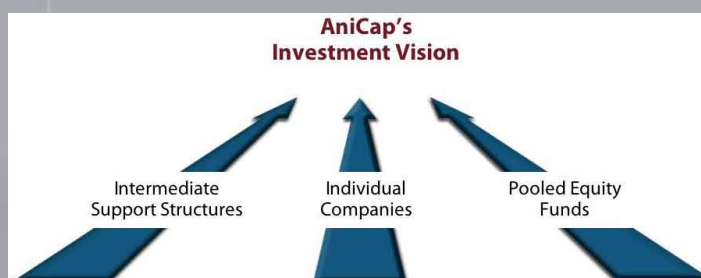 AniCap's
Investment Vision
Intermediate
Support Structures
Individual
Companies
Pooled Equity
Funds